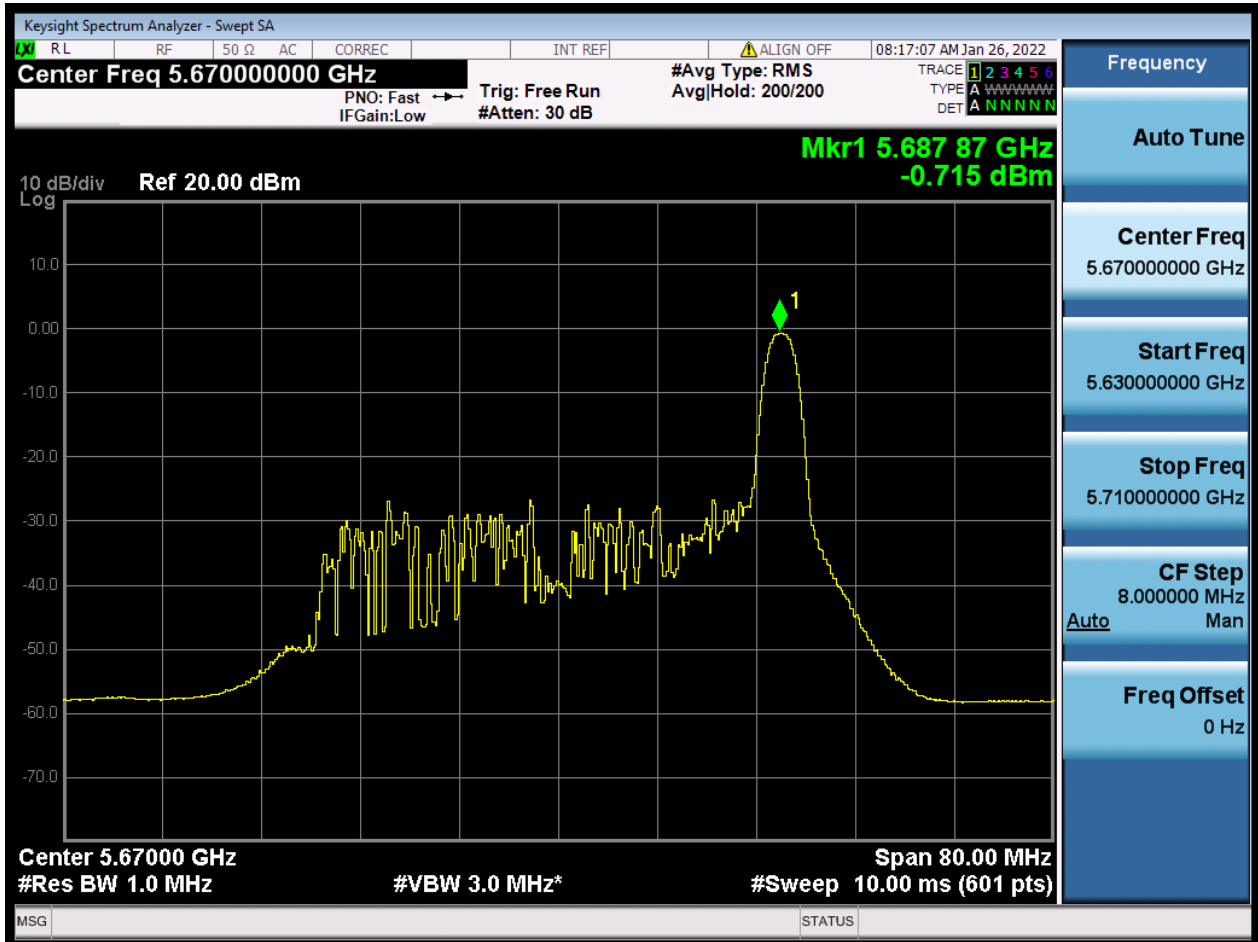 Keysight Spectrum Analyzer - Swept SA
LXI RL RF 50 Ω AC CORREC INT REF ALIGN OFF 08:17:07 AM Jan 26, 2022
Center Freq 5.670000000 GHz
PNO: Fast
IFGain:Low
Trig: Free Run
#Atten: 30 dB
#Avg Type: RMS
Avg|Hold: 200/200
TRACE 1 2 3 4 5 6
TYPE A WWWWW
DET A N N N N N
Mkr1 5.687 87 GHz
-0.715 dBm
10 dB/div Ref 20.00 dBm
Log
10.0
0.00
-10.0
-20.0
-30.0
-40.0
-50.0
-60.0
-70.0
1
Center 5.67000 GHz
Span 80.00 MHz
#Res BW 1.0 MHz
#VBW 3.0 MHz*
#Sweep 10.00 ms (601 pts)
MSG
STATUS
Frequency
Auto Tune
Center Freq
5.670000000 GHz
Start Freq
5.630000000 GHz
Stop Freq
5.710000000 GHz
CF Step
8.000000 MHz
Auto Man
Freq Offset
0 Hz